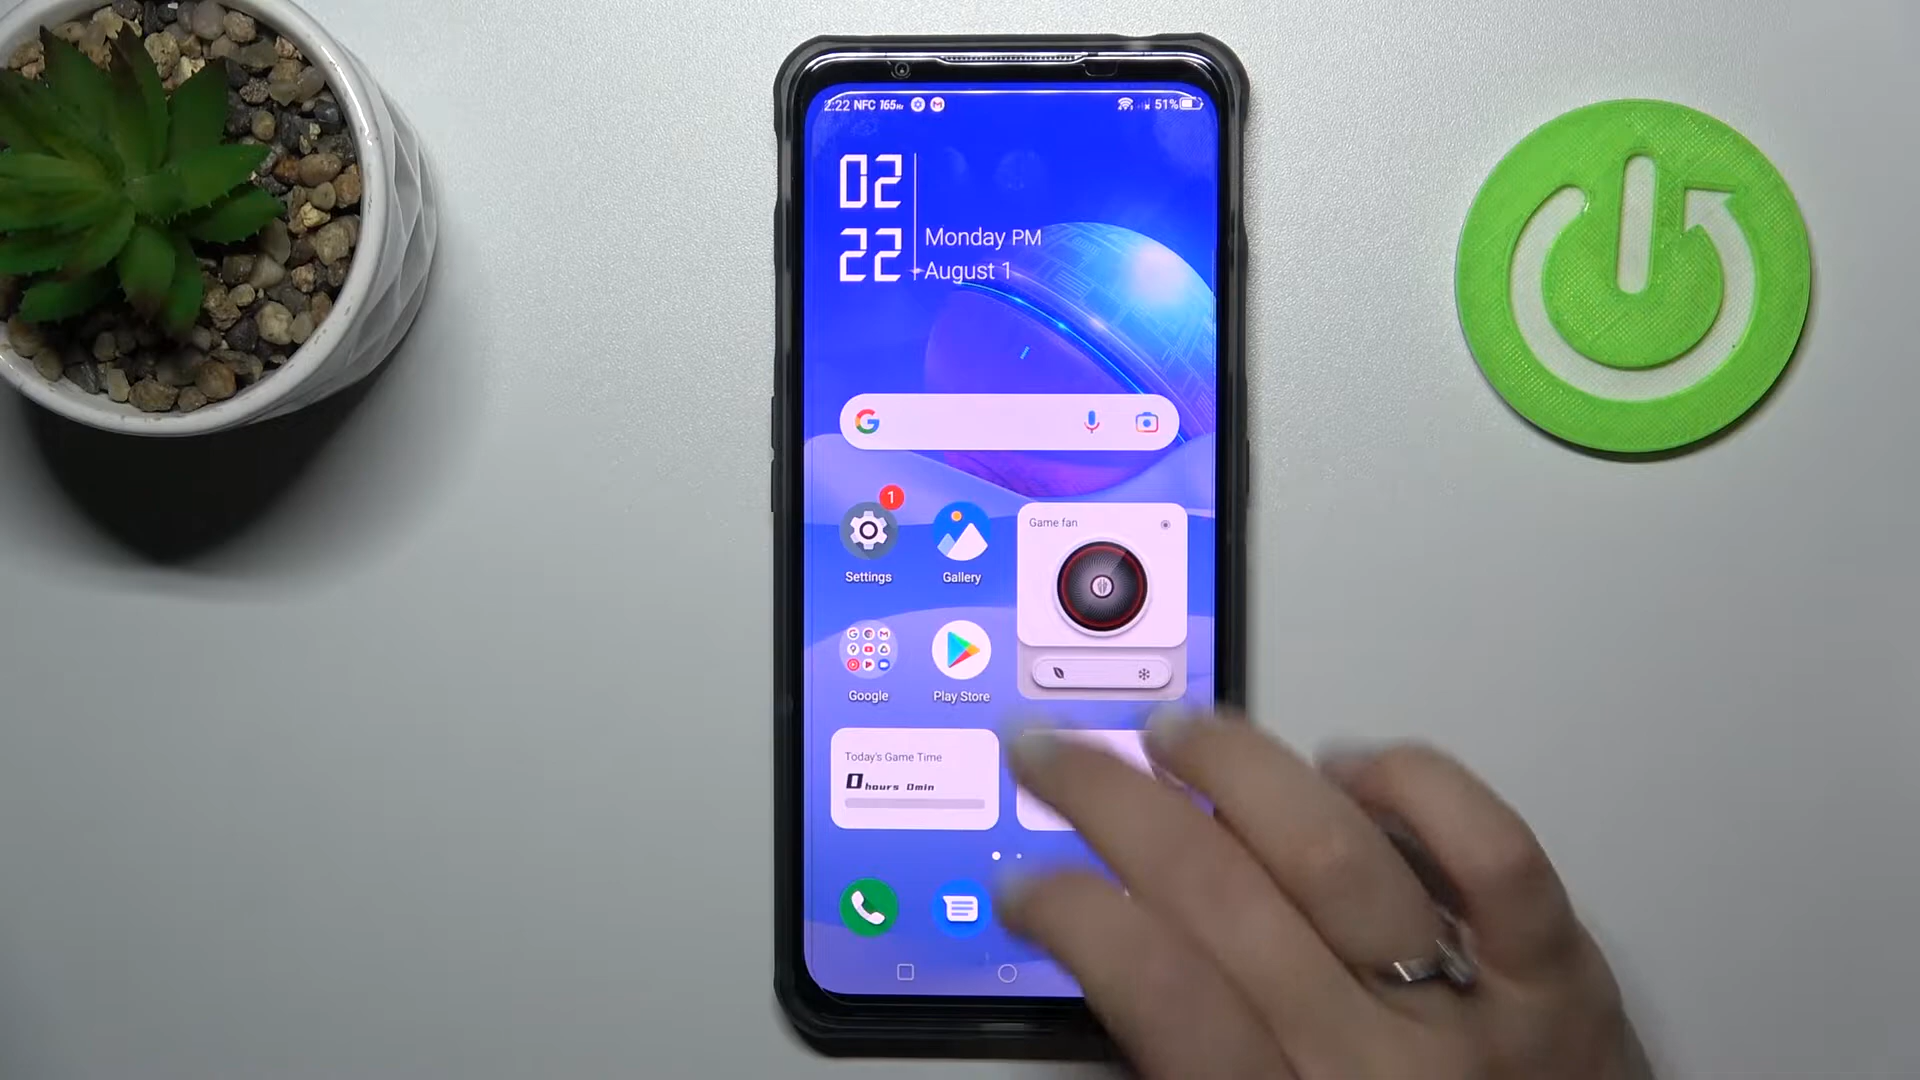 2:22 NFC 165Hz 51%
02
22
Monday PM
August 1
1
Game fan
Settings
Gallery
Google
Play Store
Today's Game Time
0 hours 0min